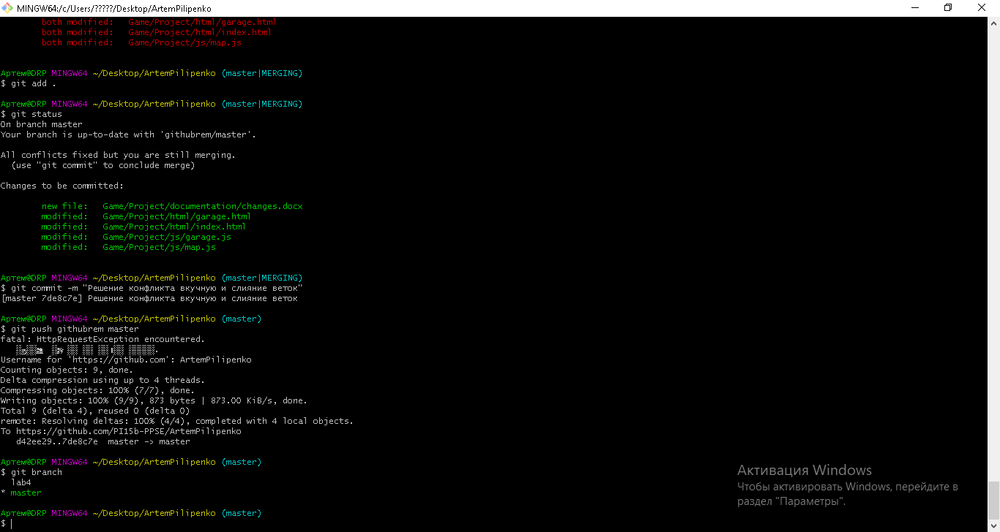 MINGW64:/c/Users/?????/Desktop/ArtemPilipenko
both modified:   Game/Project/html/garage.html
both modified:   Game/Project/html/index.html
both modified:   Game/Project/js/map.js
Артем@DRP MINGW64 ~/Desktop/ArtemPilipenko (master|MERGING)
$ git add .
Артем@DRP MINGW64 ~/Desktop/ArtemPilipenko (master|MERGING)
$ git status
On branch master
Your branch is up-to-date with 'githubrem/master'.
All conflicts fixed but you are still merging.
(use "git commit" to conclude merge)
Changes to be committed:
new file:   Game/Project/documentation/changes.docx
modified:   Game/Project/html/garage.html
modified:   Game/Project/html/index.html
modified:   Game/Project/js/garage.js
modified:   Game/Project/js/map.js
Артем@DRP MINGW64 ~/Desktop/ArtemPilipenko (master|MERGING)
$ git commit -m "Решение конфликта вкучную и слияние веток"
[master 7de8c7e] Решение конфликта вкучную и слияние веток
Артем@DRP MINGW64 ~/Desktop/ArtemPilipenko (master)
$ git push githubrem master
fatal: HttpRequestException encountered.
Username for 'https://github.com': ArtemPilipenko
Counting objects: 9, done.
Delta compression using up to 4 threads.
Compressing objects: 100% (7/7), done.
Writing objects: 100% (9/9), 873 bytes | 873.00 KiB/s, done.
Total 9 (delta 4), reused 0 (delta 0)
remote: Resolving deltas: 100% (4/4), completed with 4 local objects.
To https://github.com/PI15b-PPSE/ArtemPilipenko
d42ee29..7de8c7e  master -> master
Артем@DRP MINGW64 ~/Desktop/ArtemPilipenko (master)
$ git branch
lab4
* master
Артем@DRP MINGW64 ~/Desktop/ArtemPilipenko (master)
$
Активация Windows
Чтобы активировать Windows, перейдите в
раздел "Параметры".